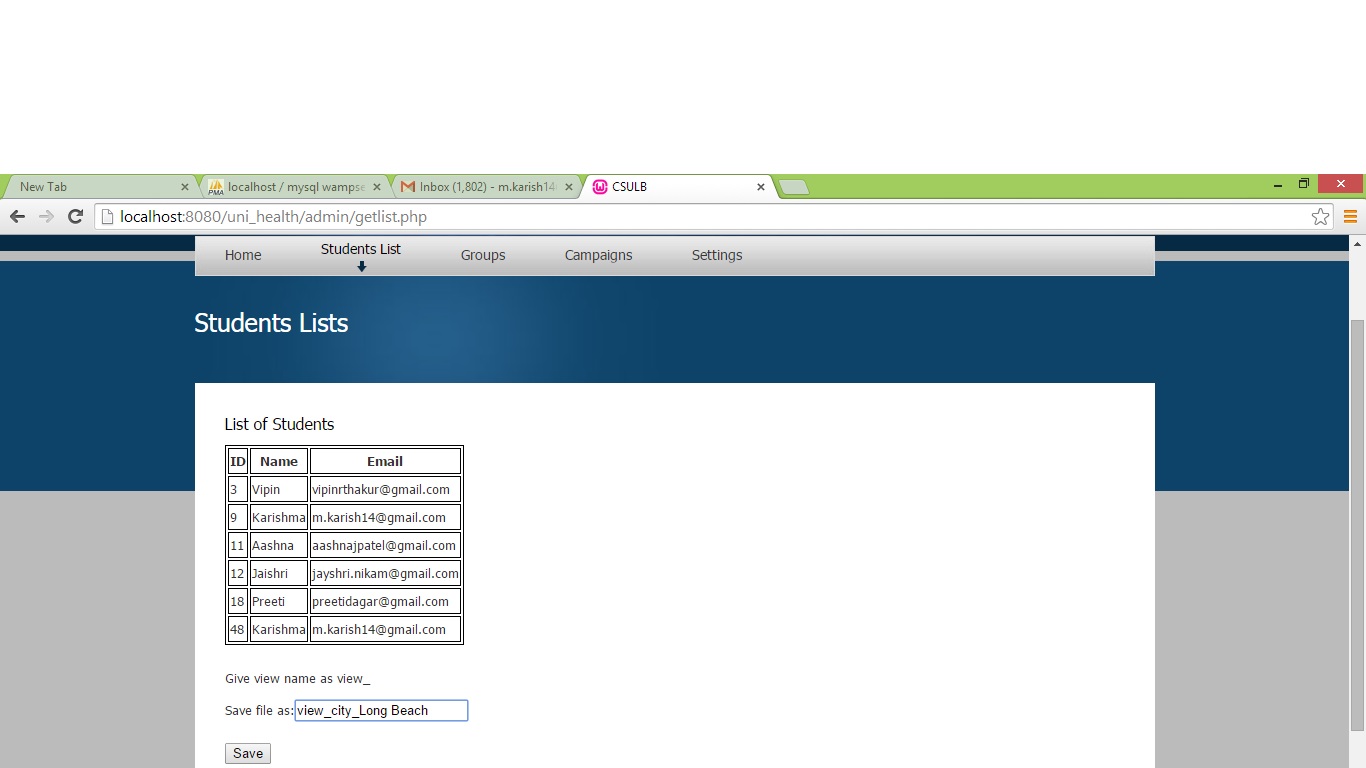 New Tab
PMA localhost / mysql wampse
Inbox (1,802) - m.karish14
CSULB
localhost:8080/uni_health/admin/getlist.php
Home Students List Groups Campaigns Settings
Students Lists
List of Students
ID Name Email
3 Vipin vipinrthakur@gmail.com
9 Karishma m.karish14@gmail.com
11 Aashna aashnajpatel@gmail.com
12 Jaishri jayshri.nikam@gmail.com
18 Preeti preetidagar@gmail.com
48 Karishma m.karish14@gmail.com
Give view name as view_
Save file as: view_city_Long Beach
Save